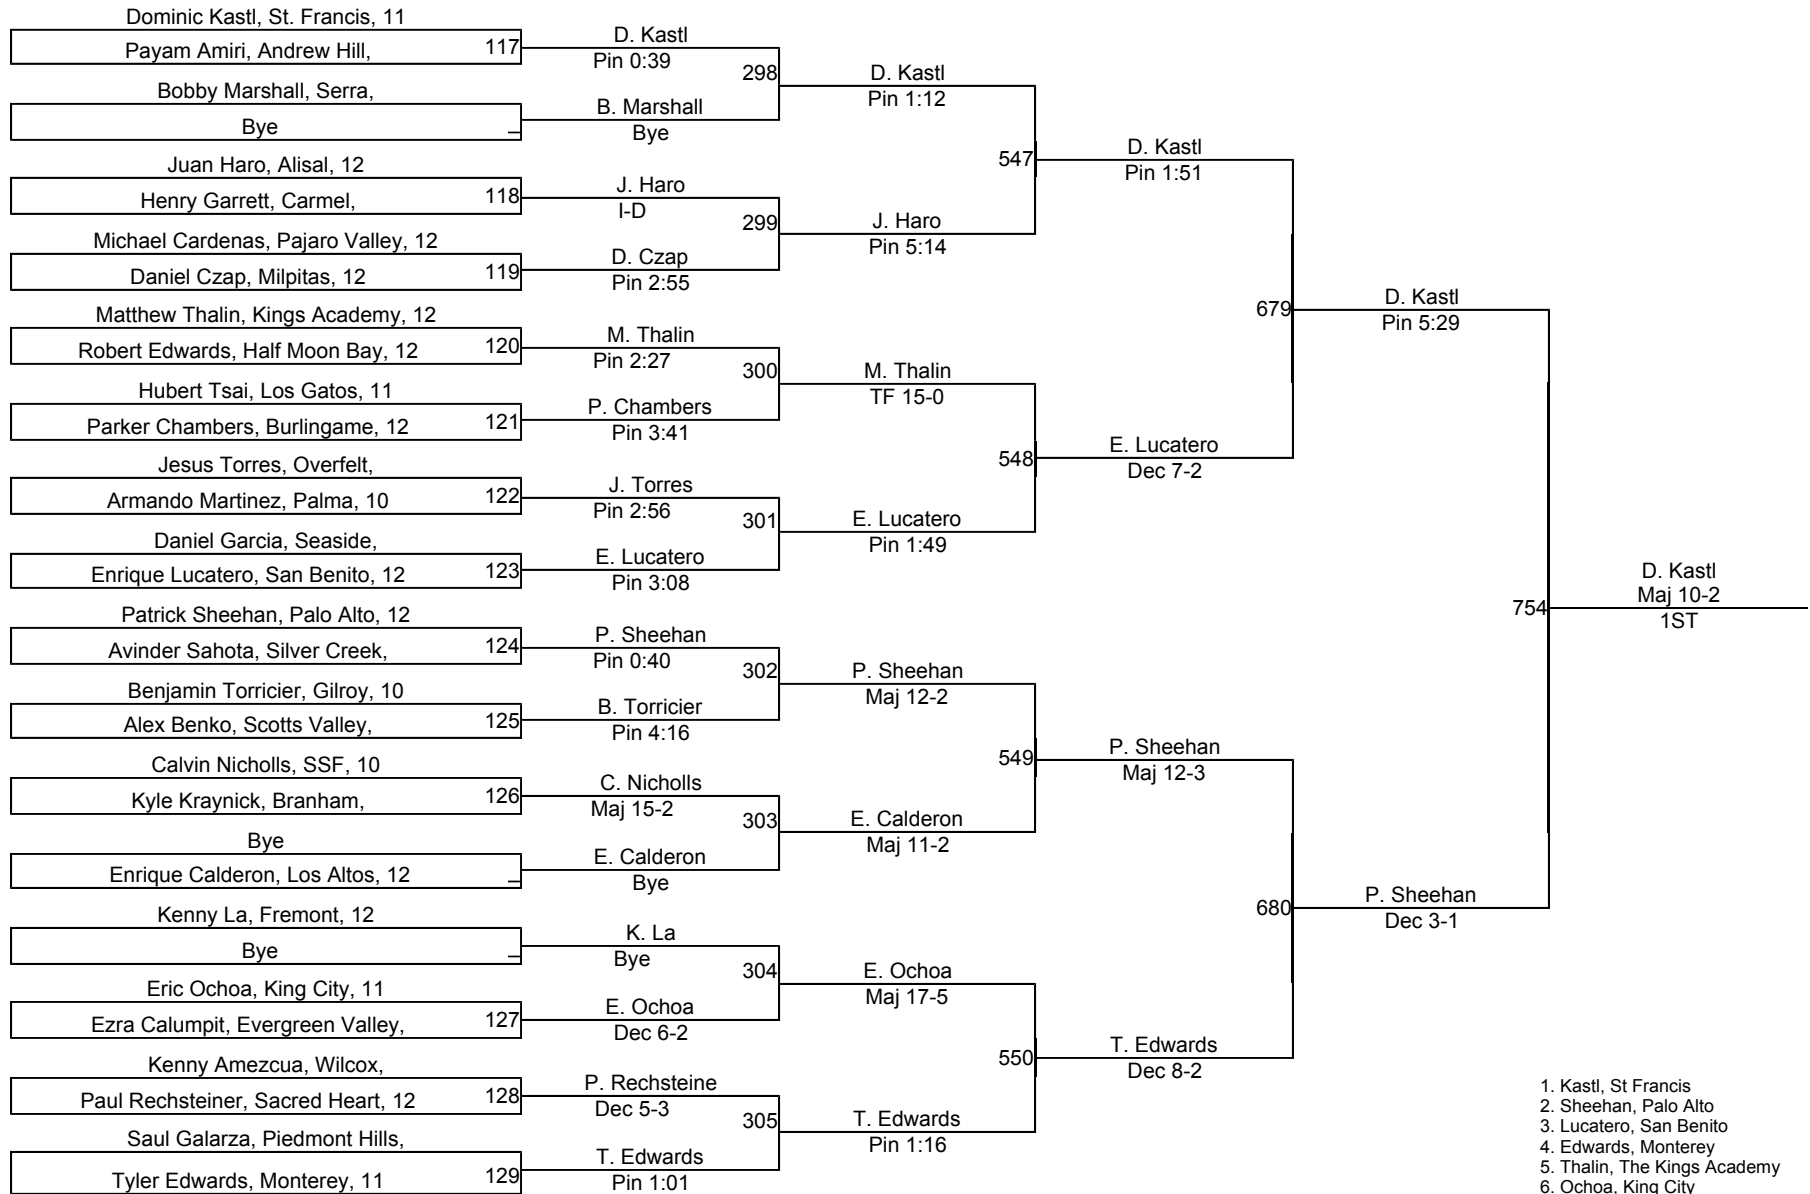 Dominic Kastl, St. Francis, 11
Payam Amiri, Andrew Hill,
117
Bobby Marshall, Serra,
Bye
Juan Haro, Alisal, 12
Henry Garrett, Carmel,
118
Michael Cardenas, Pajaro Valley, 12
Daniel Czap, Milpitas, 12
119
Matthew Thalin, Kings Academy, 12
Robert Edwards, Half Moon Bay, 12
120
Hubert Tsai, Los Gatos, 11
Parker Chambers, Burlingame, 12
121
Jesus Torres, Overfelt,
Armando Martinez, Palma, 10
122
Daniel Garcia, Seaside,
Enrique Lucatero, San Benito, 12
123
Patrick Sheehan, Palo Alto, 12
Avinder Sahota, Silver Creek,
124
Benjamin Torricier, Gilroy, 10
Alex Benko, Scotts Valley,
125
Calvin Nicholls, SSF, 10
Kyle Kraynick, Branham,
126
Bye
Enrique Calderon, Los Altos, 12
Kenny La, Fremont, 12
Bye
Eric Ochoa, King City, 11
Ezra Calumpit, Evergreen Valley,
127
Kenny Amezcua, Wilcox,
Paul Rechsteiner, Sacred Heart, 12
128
Saul Galarza, Piedmont Hills,
Tyler Edwards, Monterey, 11
129
D. Kastl
Pin 0:39
298
B. Marshall
Bye
J. Haro
I-D
299
D. Czap
Pin 2:55
M. Thalin
Pin 2:27
300
P. Chambers
Pin 3:41
J. Torres
Pin 2:56
301
E. Lucatero
Pin 3:08
P. Sheehan
Pin 0:40
302
B. Torricier
Pin 4:16
C. Nicholls
Maj 15-2
303
E. Calderon
Bye
K. La
Bye
304
E. Ochoa
Dec 6-2
P. Rechsteine
Dec 5-3
305
T. Edwards
Pin 1:01
D. Kastl
Pin 1:12
547
J. Haro
Pin 5:14
M. Thalin
TF 15-0
548
E. Lucatero
Pin 1:49
P. Sheehan
Maj 12-2
549
E. Calderon
Maj 11-2
E. Ochoa
Maj 17-5
550
T. Edwards
Pin 1:16
D. Kastl
Pin 1:51
679
E. Lucatero
Dec 7-2
P. Sheehan
Maj 12-3
680
T. Edwards
Dec 8-2
D. Kastl
Pin 5:29
754
P. Sheehan
Dec 3-1
D. Kastl
Maj 10-2
1ST
1. Kastl, St Francis
2. Sheehan, Palo Alto
3. Lucatero, San Benito
4. Edwards, Monterey
5. Thalin, The Kings Academy
6. Ochoa, King City